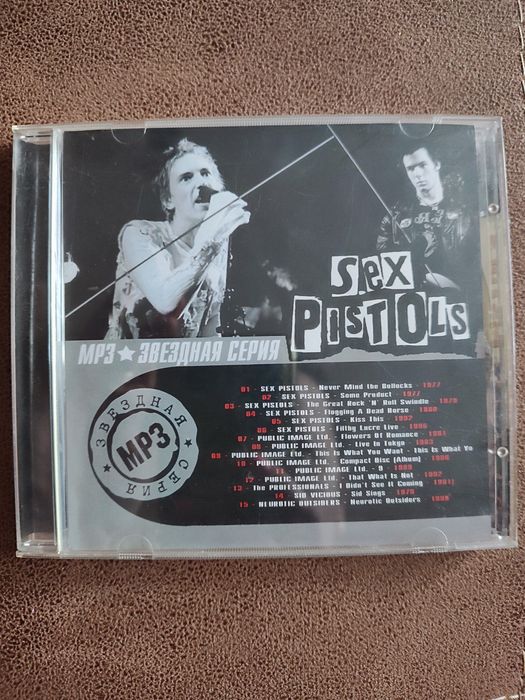 SEX
PISTOLS
MP3 ★ ЗВЕЗДНАЯ СЕРИЯ
ЗВЕЗДНАЯ
MP3
СЕРИЯ
01 - SEX PISTOLS - Never Mind the Bollocks - 1977
02 - SEX PISTOLS - Some Product - 1977
03 - SEX PISTOLS - The Great Rock 'N' Roll Swindle - 1979
04 - SEX PISTOLS - Flogging A Dead Horse - 1980
05 - SEX PISTOLS - Kiss This - 1992
06 - SEX PISTOLS - Filthy Lucre Live - 1996
07 - PUBLIC IMAGE Ltd. - Flowers Of Romance - 1981
08 - PUBLIC IMAGE Ltd. - Live In Tokyo - 1983
09 - PUBLIC IMAGE Ltd. - This Is What You Want - This Is What Yo
10 - PUBLIC IMAGE Ltd. - Compact Disc (Album) - 1986
11 - PUBLIC IMAGE Ltd. - 9 - 1989
12 - PUBLIC IMAGE Ltd. - That What Is Not - 1992
13 - The PROFESSIONALS - I Didn't See It Coming - 1981)
14 - SID VICIOUS - Sid Sings - 1979
15 - NEUROTIC OUTSIDERS - Neurotic Outsiders -